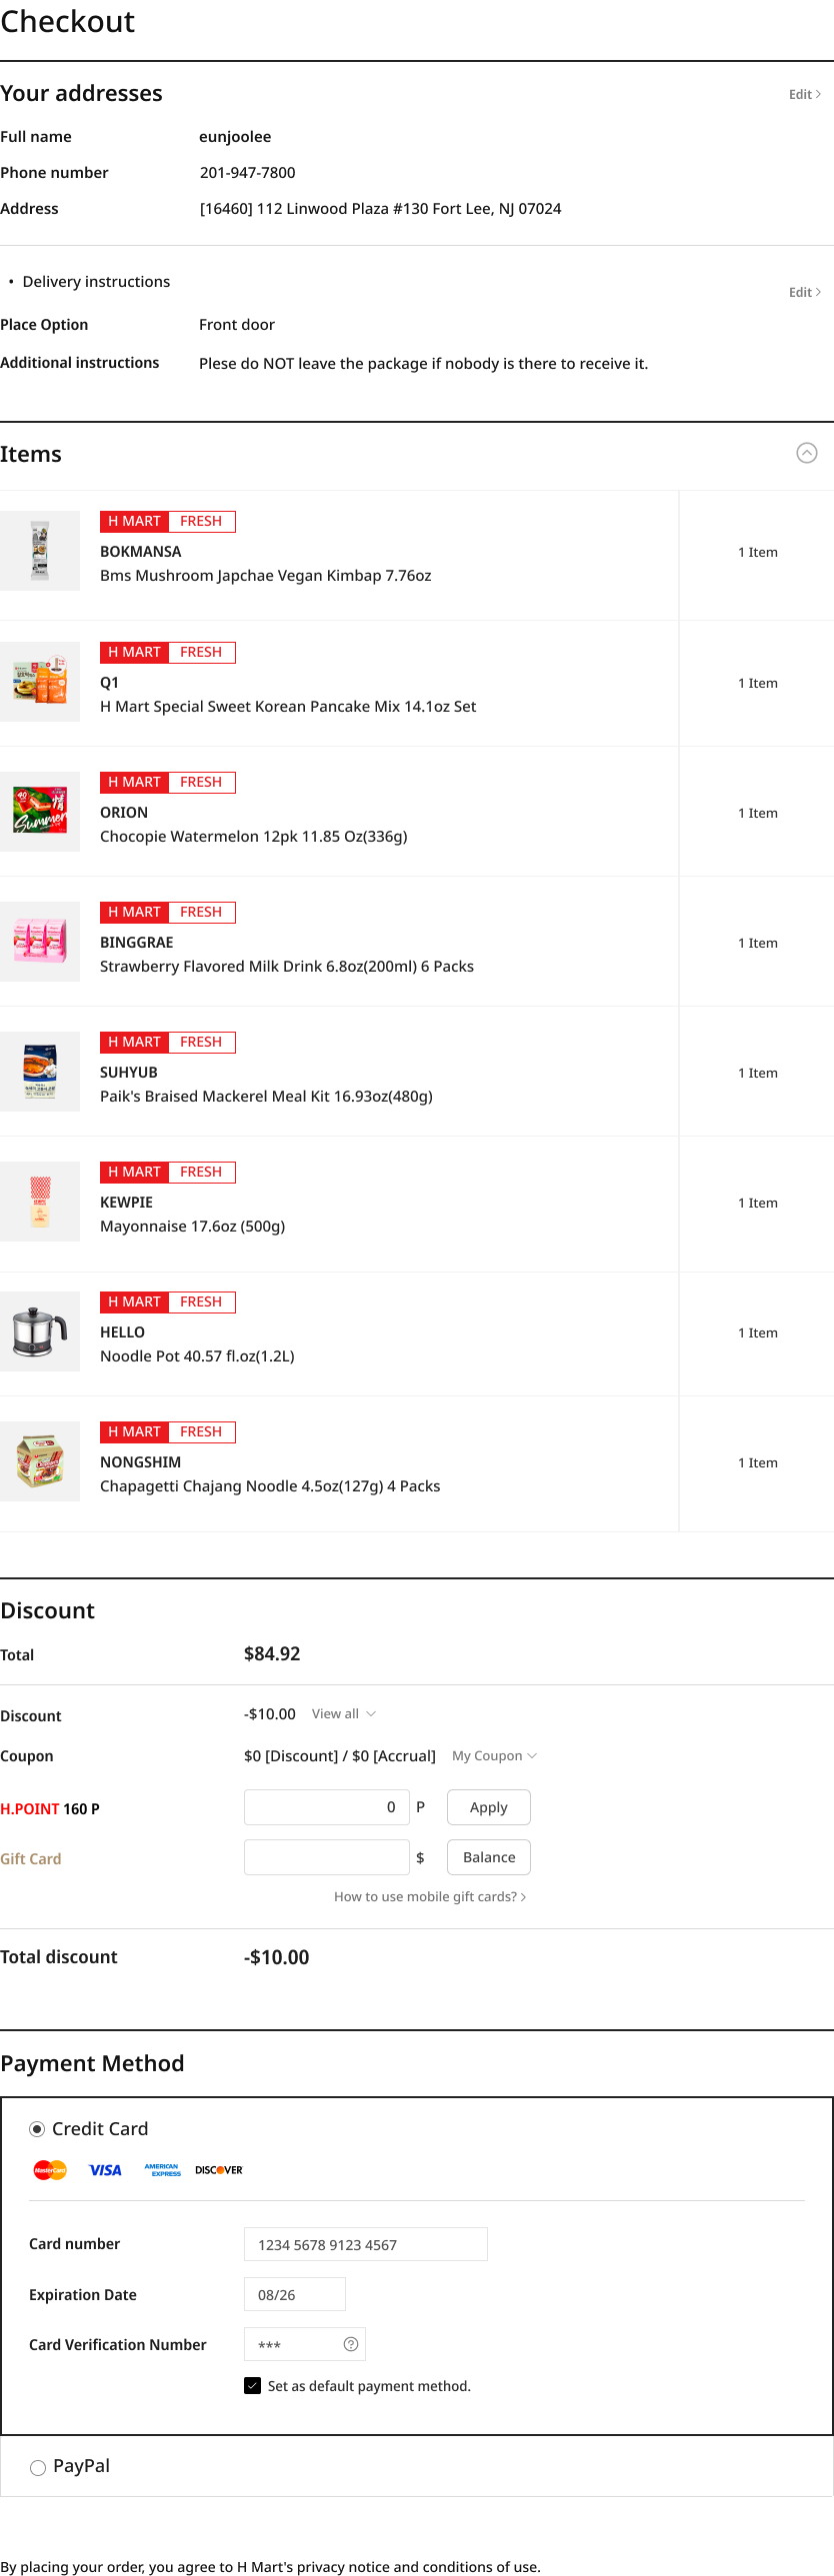 Checkout
Your addresses
Edit >
Full name eunjoolee
Phone number 201-947-7800
Address [16460] 112 Linwood Plaza #130 Fort Lee, NJ 07024
• Delivery instructions
Edit >
Place Option Front door
Additional instructions Plese do NOT leave the package if nobody is there to receive it.
Items
H MART FRESH
BOKMANSA
Bms Mushroom Japchae Vegan Kimbap 7.76oz
1 Item
H MART FRESH
Q1
H Mart Special Sweet Korean Pancake Mix 14.1oz Set
1 Item
H MART FRESH
ORION
Chocopie Watermelon 12pk 11.85 Oz(336g)
1 Item
Summer
H MART FRESH
BINGGRAE
Strawberry Flavored Milk Drink 6.8oz(200ml) 6 Packs
1 Item
H MART FRESH
SUHYUB
Paik's Braised Mackerel Meal Kit 16.93oz(480g)
1 Item
H MART FRESH
KEWPIE
Mayonnaise 17.6oz (500g)
1 Item
H MART FRESH
HELLO
Noodle Pot 40.57 fl.oz(1.2L)
1 Item
H MART FRESH
NONGSHIM
Chapagetti Chajang Noodle 4.5oz(127g) 4 Packs
1 Item
Discount
Total $84.92
Discount -$10.00 View all
Coupon $0 [Discount] / $0 [Accrual] My Coupon
H.POINT 160 P 0 P Apply
Gift Card $ Balance
How to use mobile gift cards? >
Total discount -$10.00
Payment Method
Credit Card
MasterCard VISA AMERICAN EXPRESS DISCOVER
Card number 1234 5678 9123 4567
Expiration Date 08/26
Card Verification Number *** ?
Set as default payment method.
PayPal
By placing your order, you agree to H Mart's privacy notice and conditions of use.